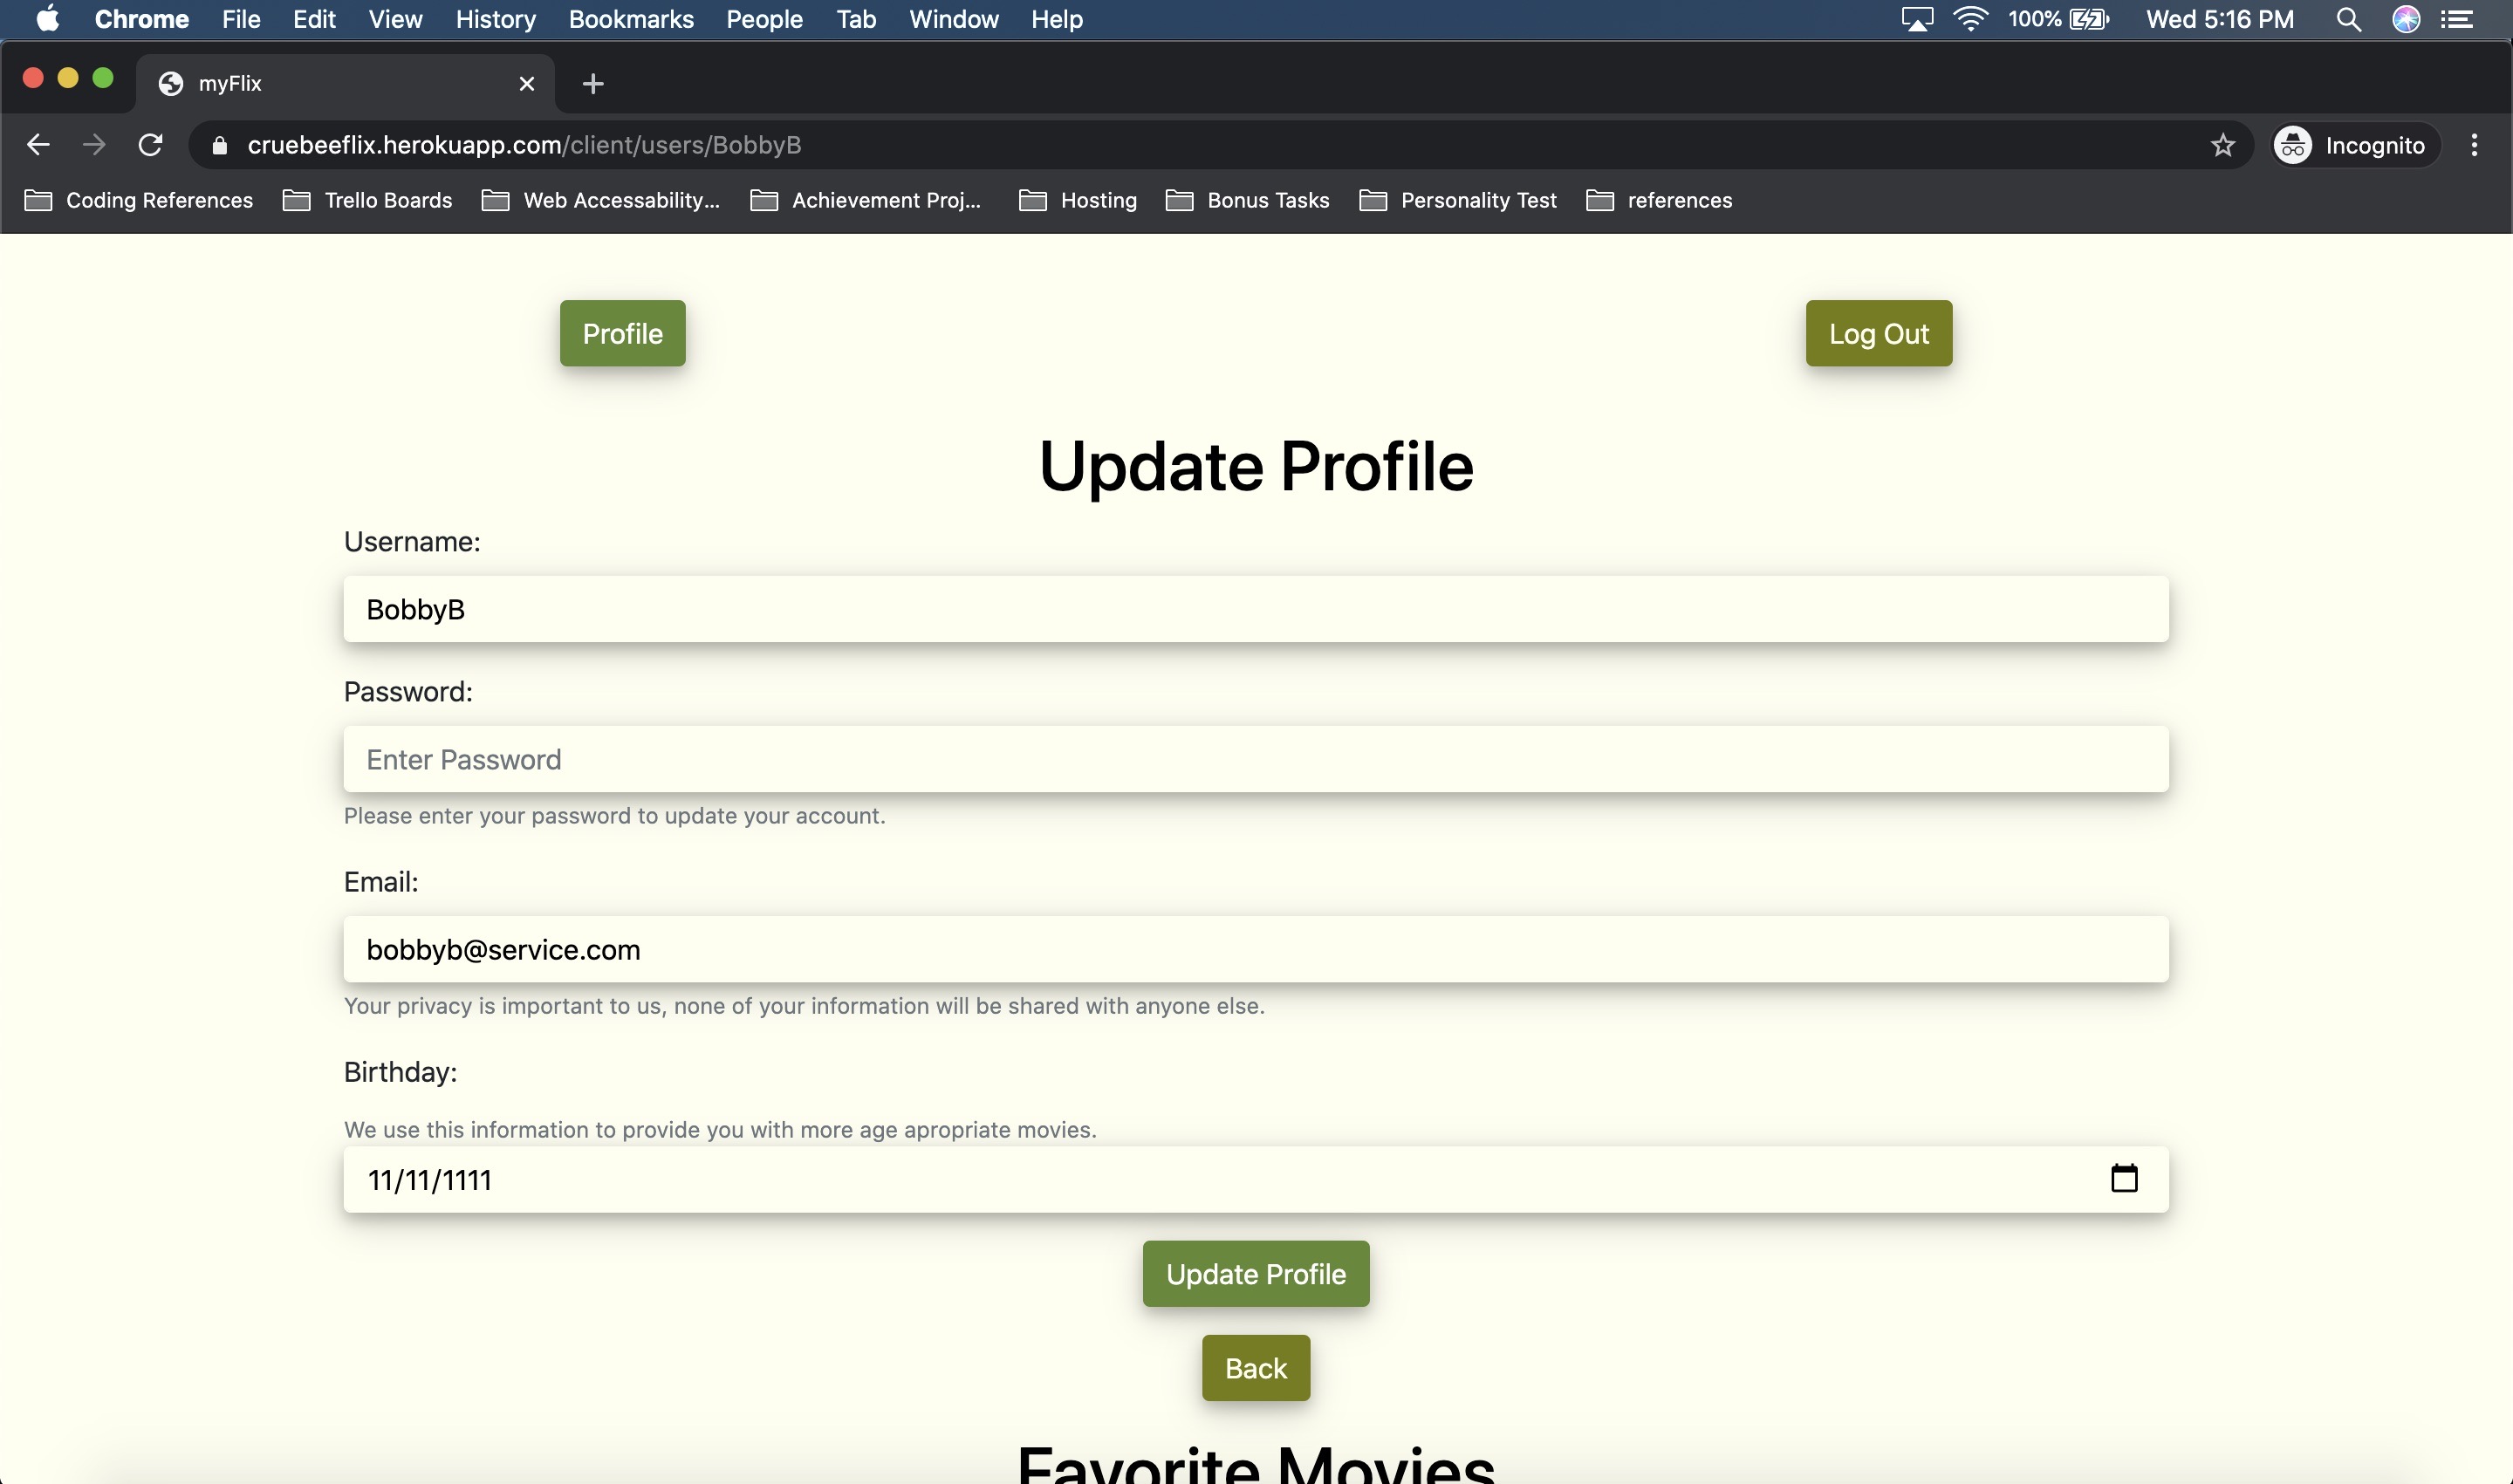 Chrome File Edit View History Bookmarks People Tab Window Help 100% Wed 5:16 PM
myFlix
cruebeeflix.herokuapp.com/client/users/BobbyB Incognito
Coding References Trello Boards Web Accessability... Achievement Proj... Hosting Bonus Tasks Personality Test references
Profile Log Out
Update Profile
Username:
BobbyB
Password:
Enter Password
Please enter your password to update your account.
Email:
bobbyb@service.com
Your privacy is important to us, none of your information will be shared with anyone else.
Birthday:
We use this information to provide you with more age apropriate movies.
11/11/1111
Update Profile
Back
Favorite Movies